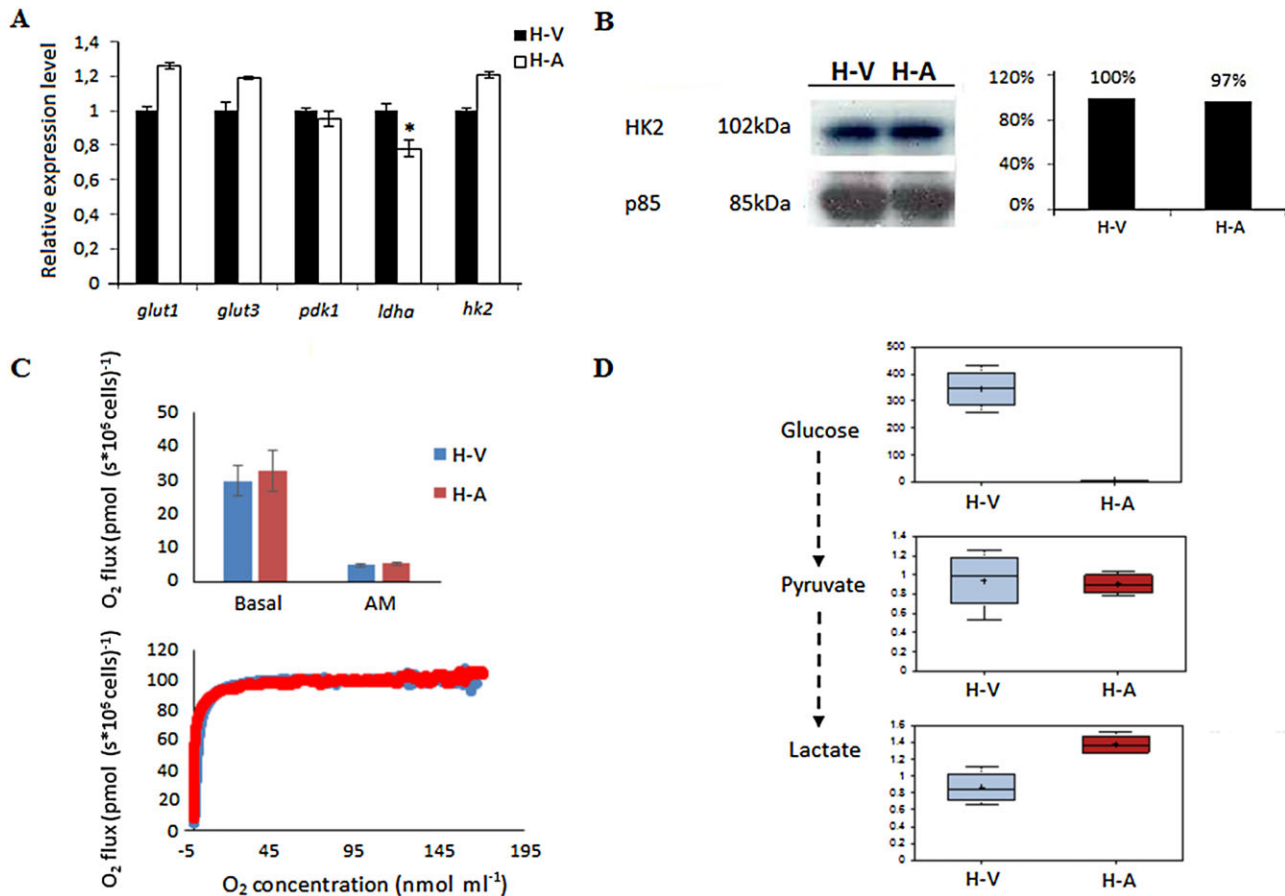 A
Relative expression level
1,4
1,2
1
0,8
0,6
0,4
0,2
0
H-V
H-A
*
glut1 glut3 pdk1 ldha hk2
B
H-V H-A
HK2 102kDa
p85 85kDa
120%
80%
40%
0%
100% 97%
H-V H-A
C
O2 flux (pmol (s*10⁶ cells)⁻¹
50
40
30
20
10
0
H-V
H-A
Basal AM
O2 flux (pmol (s*10⁶ cells)⁻¹
120
100
80
60
40
20
0
-5 45 95 145 195
O2 concentration (nmol ml⁻¹)
D
Glucose
500
400
300
200
100
0
H-V H-A
Pyruvate
1.4
1.2
1
0.8
0.6
0.4
0.2
0
H-V H-A
Lactate
1.6
1.4
1.2
1
0.8
0.6
0.4
0.2
0
H-V H-A